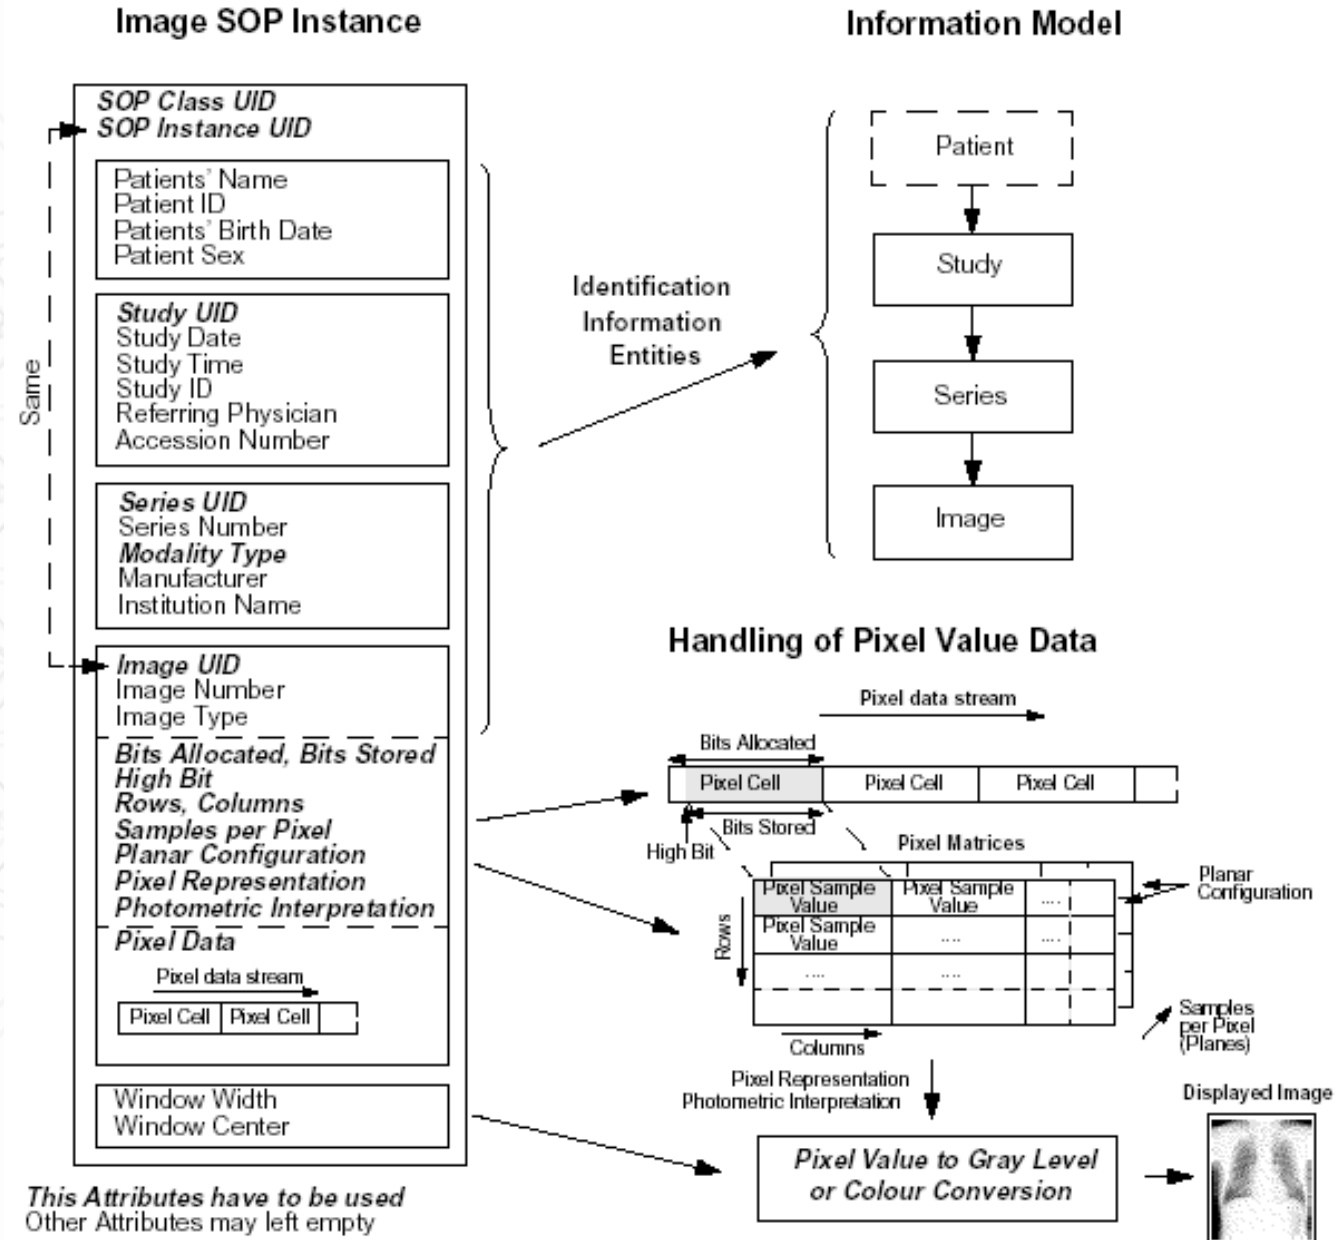 Image SOP Instance
SOP Class UID
SOP Instance UID
Same
Patients' Name
Patient ID
Patients' Birth Date
Patient Sex
Study UID
Study Date
Study Time
Study ID
Referring Physician
Accession Number
Series UID
Series Number
Modality Type
Manufacturer
Institution Name
Image UID
Image Number
Image Type
Bits Allocated, Bits Stored
High Bit
Rows, Columns
Samples per Pixel
Planar Configuration
Pixel Representation
Photometric Interpretation
Pixel Data
Pixel data stream
Pixel Cell Pixel Cell
Window Width
Window Center
This Attributes have to be used
Other Attributes may left empty
Identification
Information
Entities
Information Model
Patient
Study
Series
Image
Handling of Pixel Value Data
Pixel data stream
Bits Allocated
Pixel Cell Pixel Cell Pixel Cell
Bits Stored
High Bit
Pixel Matrices
Planar
Configuration
Pixel Sample Pixel Sample
Value Value ....
Pixel Sample
Value .... ....
.... ....
Rows
Columns
Samples
per Pixel
(Planes)
Pixel Representation
Photometric Interpretation
Pixel Value to Gray Level
or Colour Conversion
Displayed Image